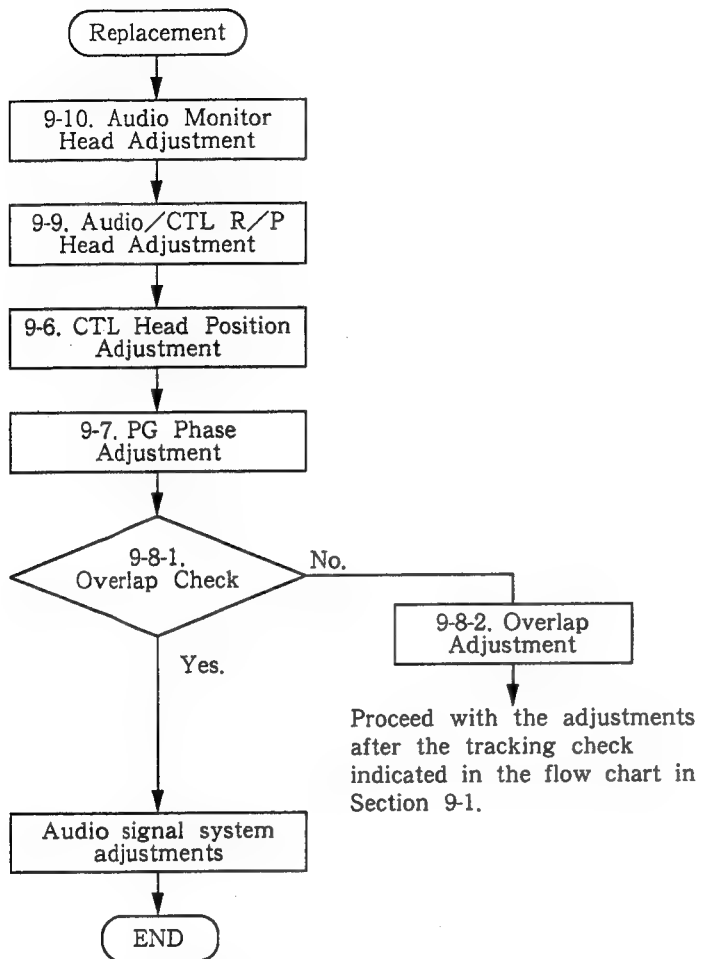 Replacement
9-10. Audio Monitor
Head Adjustment
9-9. Audio/CTL R/P
Head Adjustment
9-6. CTL Head Position
Adjustment
9-7. PG Phase
Adjustment
9-8-1.
Overlap Check
No.
9-8-2. Overlap
Adjustment
Yes.
Proceed with the adjustments
after the tracking check
indicated in the flow chart in
Section 9-1.
Audio signal system
adjustments
END